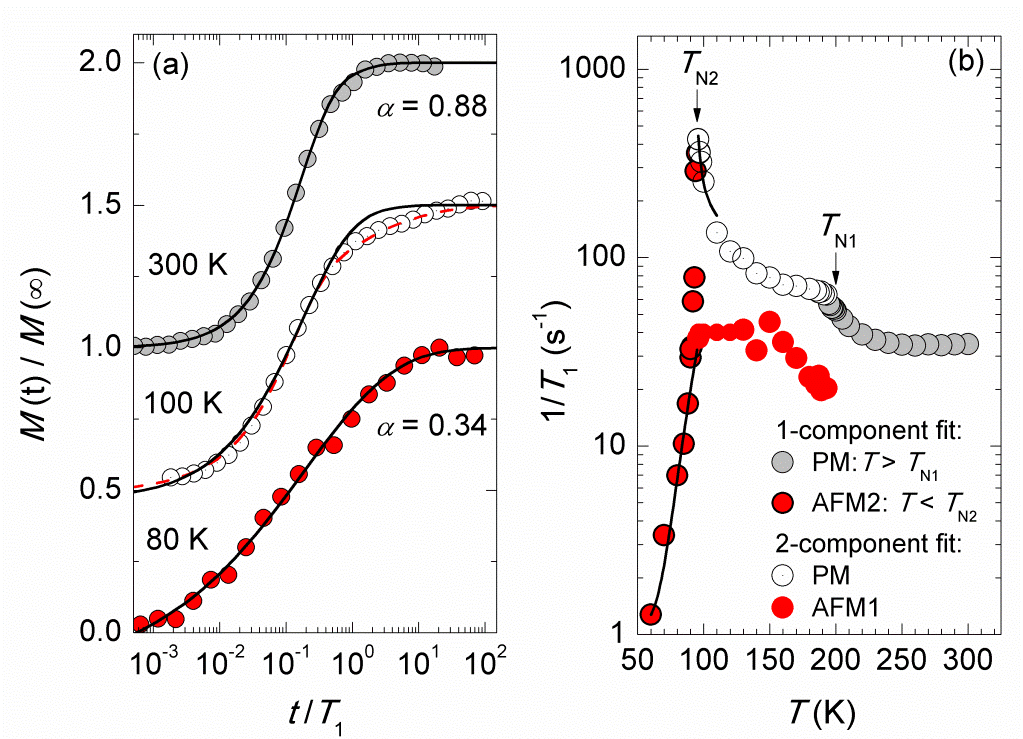 (a)
2.0
1.5
1.0
0.5
0.0
M(t) / M(∞)
α = 0.88
300 K
100 K
α = 0.34
80 K
10⁻³ 10⁻² 10⁻¹ 10⁰ 10¹ 10²
t / T₁
(b)
1000
100
10
1
1/T₁ (s⁻¹)
T_N2
T_N1
1-component fit:
PM: T > T_N1
AFM2: T < T_N2
2-component fit:
PM
AFM1
50 100 150 200 250 300
T (K)